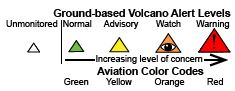 Ground-based Volcano Alert Levels
Unmonitored Normal Advisory Watch Warning
Increasing level of concern
Aviation Color Codes
Green Yellow Orange Red